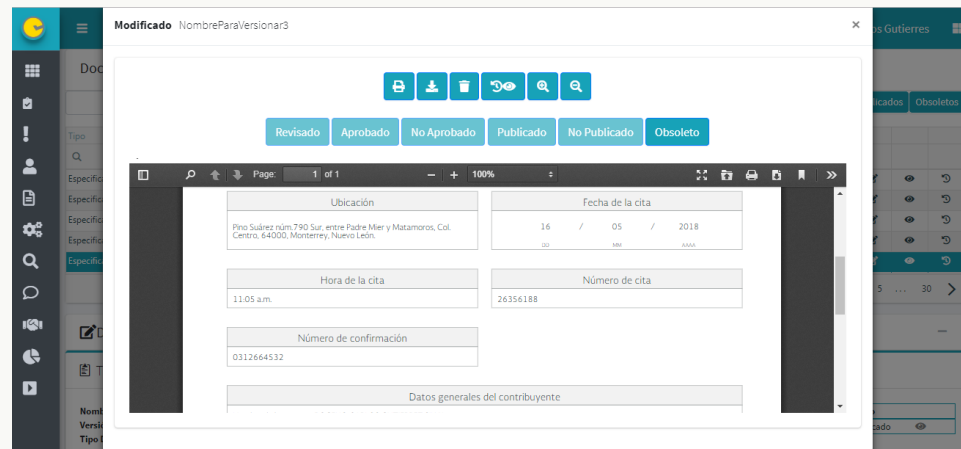 Modificado NombreParaVersionar3
×
os Gutierres
Doc
licados Obsoletos
Revisado Aprobado No Aprobado Publicado No Publicado Obsoleto
Tipo
Page: 1 of 1 100%
Especific
Especific
Especific
Especific
Especific
Ubicación
Pino Suárez núm.790 Sur, entre Padre Mier y Matamoros, Col.
Centro, 64000, Monterrey, Nuevo León.
Fecha de la cita
16 / 05 / 2018
DD MM AAAA
Hora de la cita
11:05 a.m.
Número de cita
26356188
5 ... 30
Número de confirmación
0312664532
Datos generales del contribuyente
D
T
Nomb
Versió
Tipo D
cado